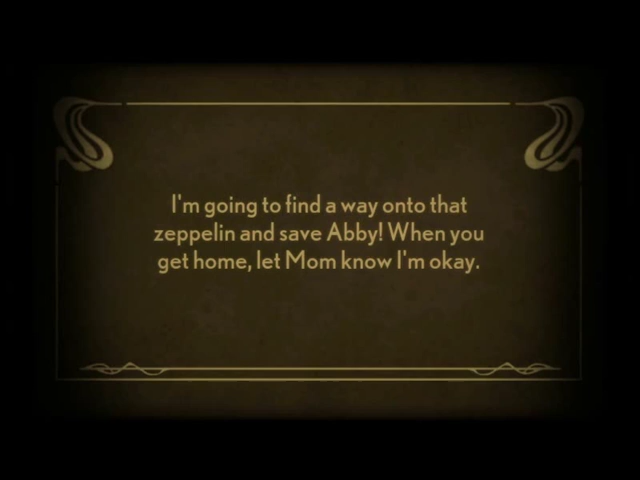 I'm going to find a way onto that
zeppelin and save Abby! When you
get home, let Mom know I'm okay.